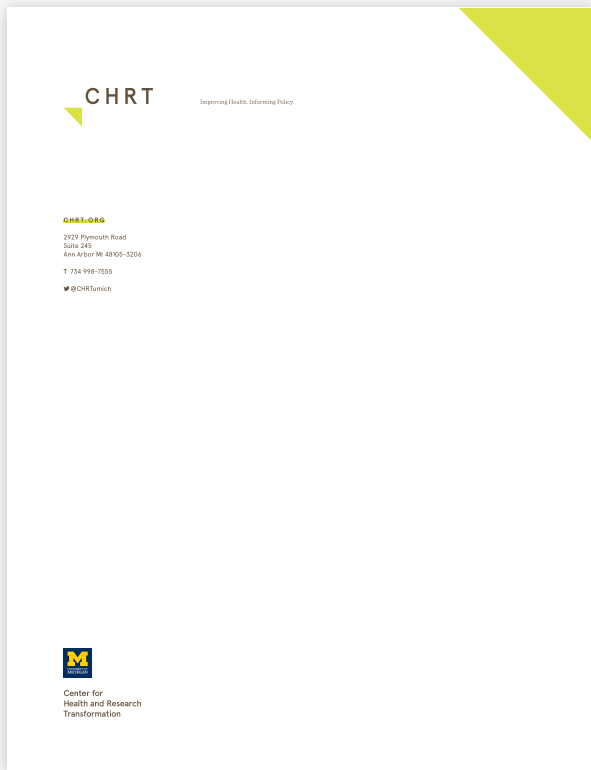 CHRT
Improving Health. Informing Policy.
CHRT.ORG
2929 Plymouth Road
Suite 245
Ann Arbor MI 48105-3206
T 734 998-7555
@CHRTumich
M
MICHIGAN
Center for
Health and Research
Transformation